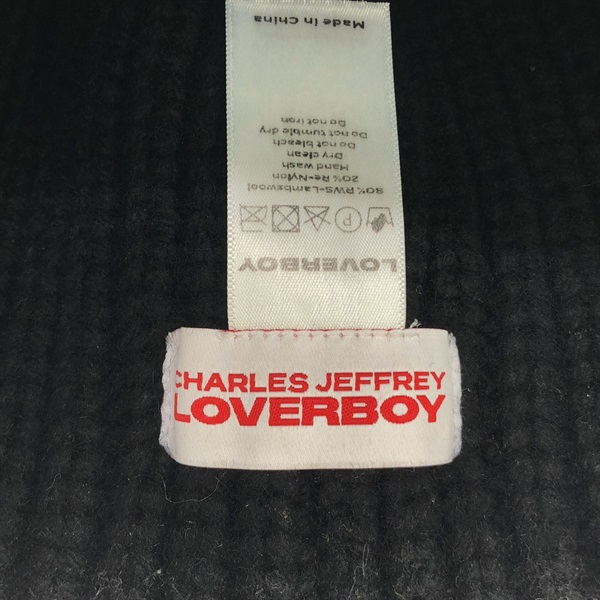 CHARLES JEFFREY
LOVERBOY
LOVERBOY
80% RWS-Lambswool
20% Re-Nylon
Hand wash
Dry clean
Do not bleach
Do not tumble dry
Do not iron
Made in China